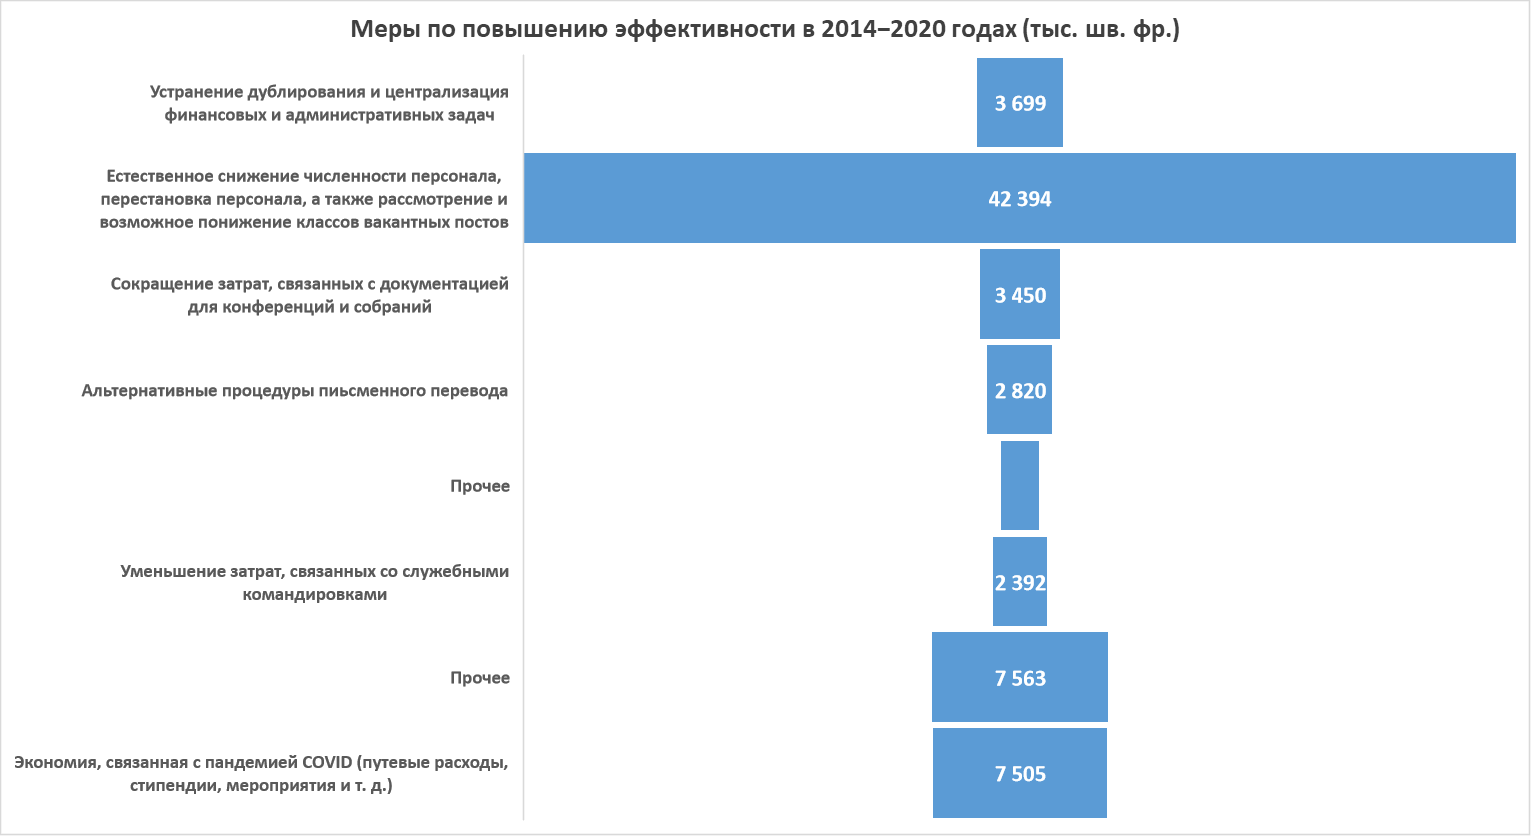 Меры по повышению эффективности в 2014–2020 годах (тыс. шв. фр.)
Устранение дублирования и централизация
финансовых и административных задач
3 699
Естественное снижение численности персонала,
перестановка персонала, а также рассмотрение и
возможное понижение классов вакантных постов
42 394
Сокращение затрат, связанных с документацией
для конференций и собраний
3 450
Альтернативные процедуры пиьсменного перевода
2 820
Прочее
Уменьшение затрат, связанных со служебными
командировками
2 392
Прочее
7 563
Экономия, связанная с пандемией COVID (путевые расходы,
стипендии, мероприятия и т. д.)
7 505